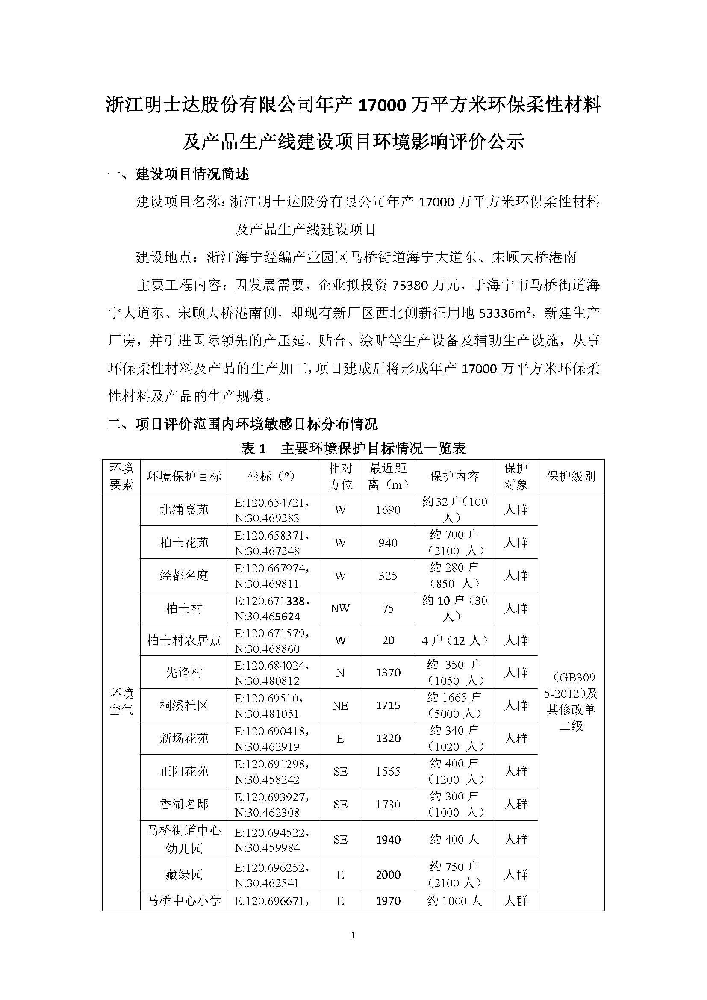 浙江明士达股份有限公司年产 17000 万平方米环保柔性材料
及产品生产线建设项目环境影响评价公示
一、建设项目情况简述
建设项目名称：浙江明士达股份有限公司年产 17000 万平方米环保柔性材料
及产品生产线建设项目
建设地点：浙江海宁经编产业园区马桥街道海宁大道东、宋顾大桥港南
主要工程内容：因发展需要，企业拟投资 75380 万元，于海宁市马桥街道海
宁大道东、宋顾大桥港南侧，即现有新厂区西北侧新征用地 53336m²，新建生产
厂房，并引进国际领先的产压延、贴合、涂贴等生产设备及辅助生产设施，从事
环保柔性材料及产品的生产加工，项目建成后将形成年产 17000 万平方米环保柔
性材料及产品的生产规模。
二、项目评价范围内环境敏感目标分布情况
表 1 主要环境保护目标情况一览表
环境要素 环境保护目标 坐标（º） 相对方位 最近距离（m） 保护内容 保护对象 保护级别
环境空气 北浦嘉苑 E:120.654721，N:30.469283 W 1690 约 32 户（100 人） 人群 （GB3095-2012）及其修改单二级
柏士花苑 E:120.658371，N:30.467248 W 940 约 700 户（2100 人） 人群
经都名庭 E:120.667974，N:30.469811 W 325 约 280 户（850 人） 人群
柏士村 E:120.671338，N:30.465624 NW 75 约 10 户（30 人） 人群
柏士村农居点 E:120.671579，N:30.468860 W 20 4 户（12 人） 人群
先锋村 E:120.684024，N:30.480812 N 1370 约 350 户（1050 人） 人群
桐溪社区 E:120.69510，N:30.481051 NE 1715 约 1665 户（5000 人） 人群
新场花苑 E:120.690418，N:30.462919 E 1320 约 340 户（1020 人） 人群
正阳花苑 E:120.691298，N:30.458242 SE 1565 约 400 户（1200 人） 人群
香湖名邸 E:120.693927，N:30.462308 SE 1730 约 300 户（1000 人） 人群
马桥街道中心幼儿园 E:120.694522，N:30.459984 SE 1940 约 400 人 人群
藏绿园 E:120.696252，N:30.462541 E 2000 约 750 户（2100 人） 人群
马桥中心小学 E:120.696671， E 1970 约 1000 人 人群
1